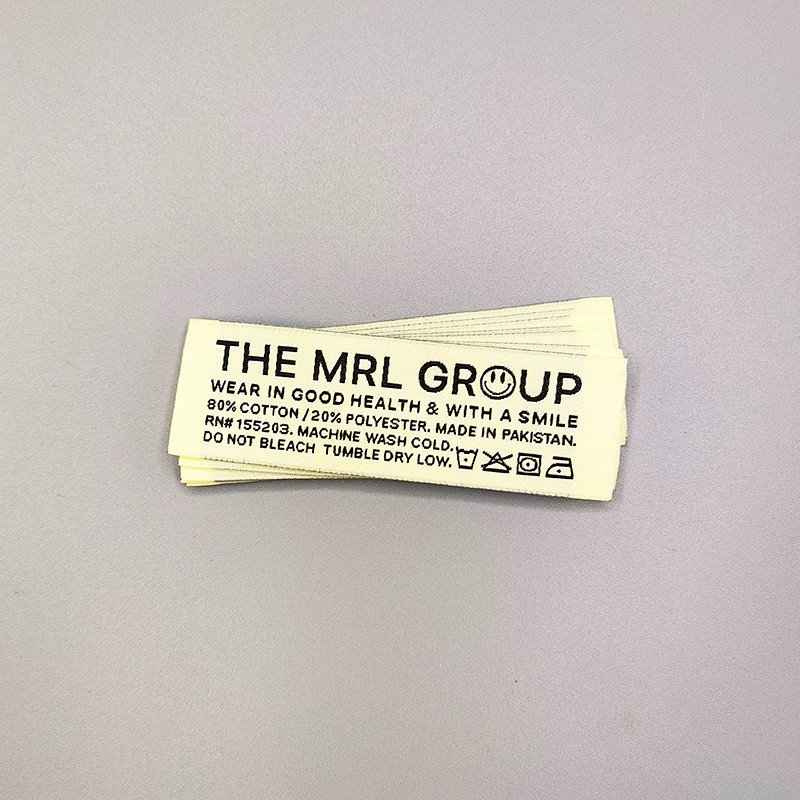 THE MRL GROUP
WEAR IN GOOD HEALTH & WITH A SMILE
80% COTTON / 20% POLYESTER. MADE IN PAKISTAN.
RN# 155203. MACHINE WASH COLD.
DO NOT BLEACH TUMBLE DRY LOW.